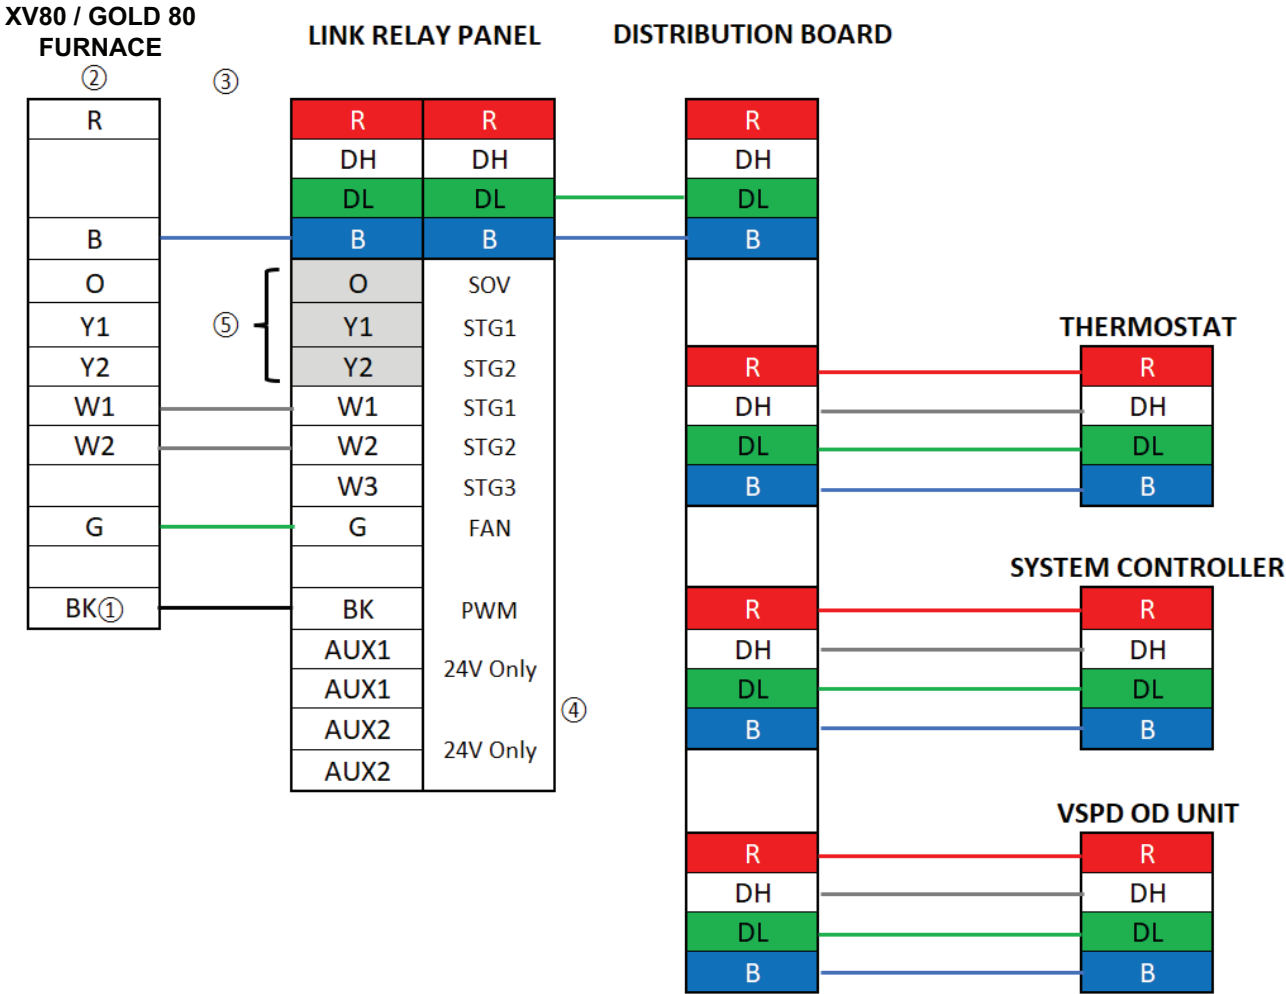 XV80 / GOLD 80
FURNACE
LINK RELAY PANEL
DISTRIBUTION BOARD
②
③
R
R
R
R
DH
DH
DH
DL
DL
DL
B
B
B
B
O
O
SOV
⑤
Y1
Y1
STG1
THERMOSTAT
Y2
Y2
STG2
R
R
W1
W1
STG1
DH
DH
W2
W2
STG2
DL
DL
W3
STG3
B
B
G
G
FAN
SYSTEM CONTROLLER
BK①
BK
PWM
R
R
AUX1
24V Only
DH
DH
AUX1
DL
DL
④
AUX2
24V Only
B
B
AUX2
VSPD OD UNIT
R
R
DH
DH
DL
DL
B
B